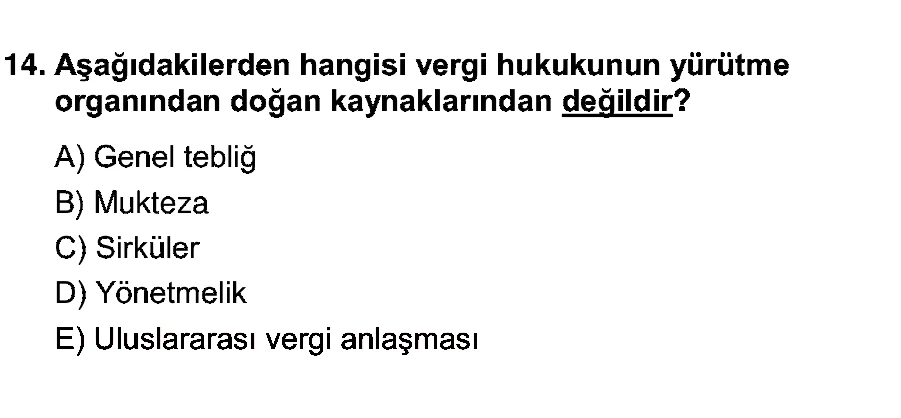 14. Aşağıdakilerden hangisi vergi hukukunun yürütme
organından doğan kaynaklarından değildir?
A) Genel tebliğ
B) Mukteza
C) Sirküler
D) Yönetmelik
E) Uluslararası vergi anlaşması